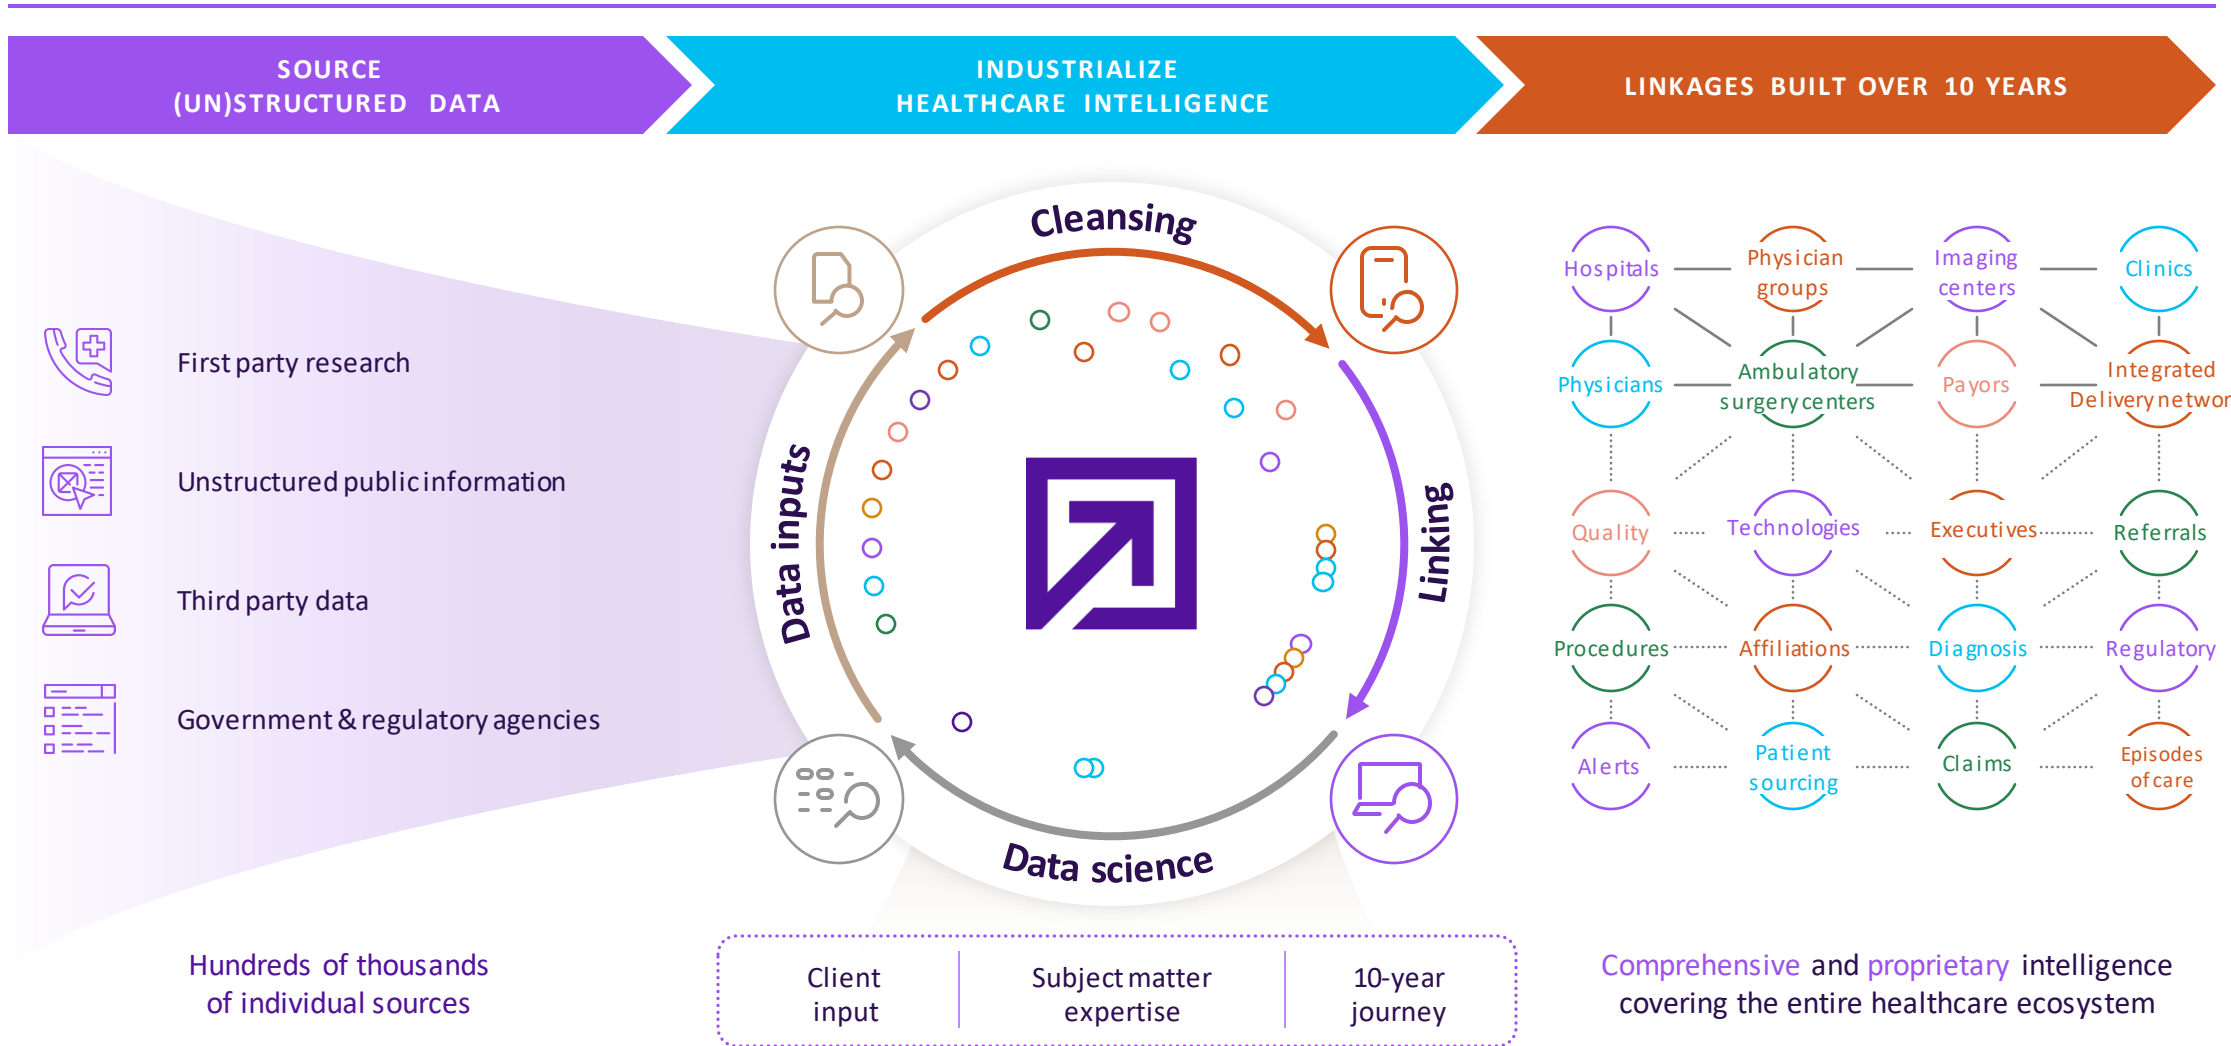 SOURCE
(UN)STRUCTURED DATA
INDUSTRIALIZE
HEALTHCARE INTELLIGENCE
LINKAGES BUILT OVER 10 YEARS
First party research
Unstructured public information
Third party data
Government & regulatory agencies
Hundreds of thousands
of individual sources
Cleansing
Linking
Data science
Data inputs
Client
input
Subject matter
expertise
10-year
journey
Hospitals
Physician
groups
Imaging
centers
Clinics
Physicians
Ambulatory
surgery centers
Payors
Integrated
Delivery networ
Quality
Technologies
Executives
Referrals
Procedures
Affiliations
Diagnosis
Regulatory
Alerts
Patient
sourcing
Claims
Episodes
of care
Comprehensive and proprietary intelligence
covering the entire healthcare ecosystem